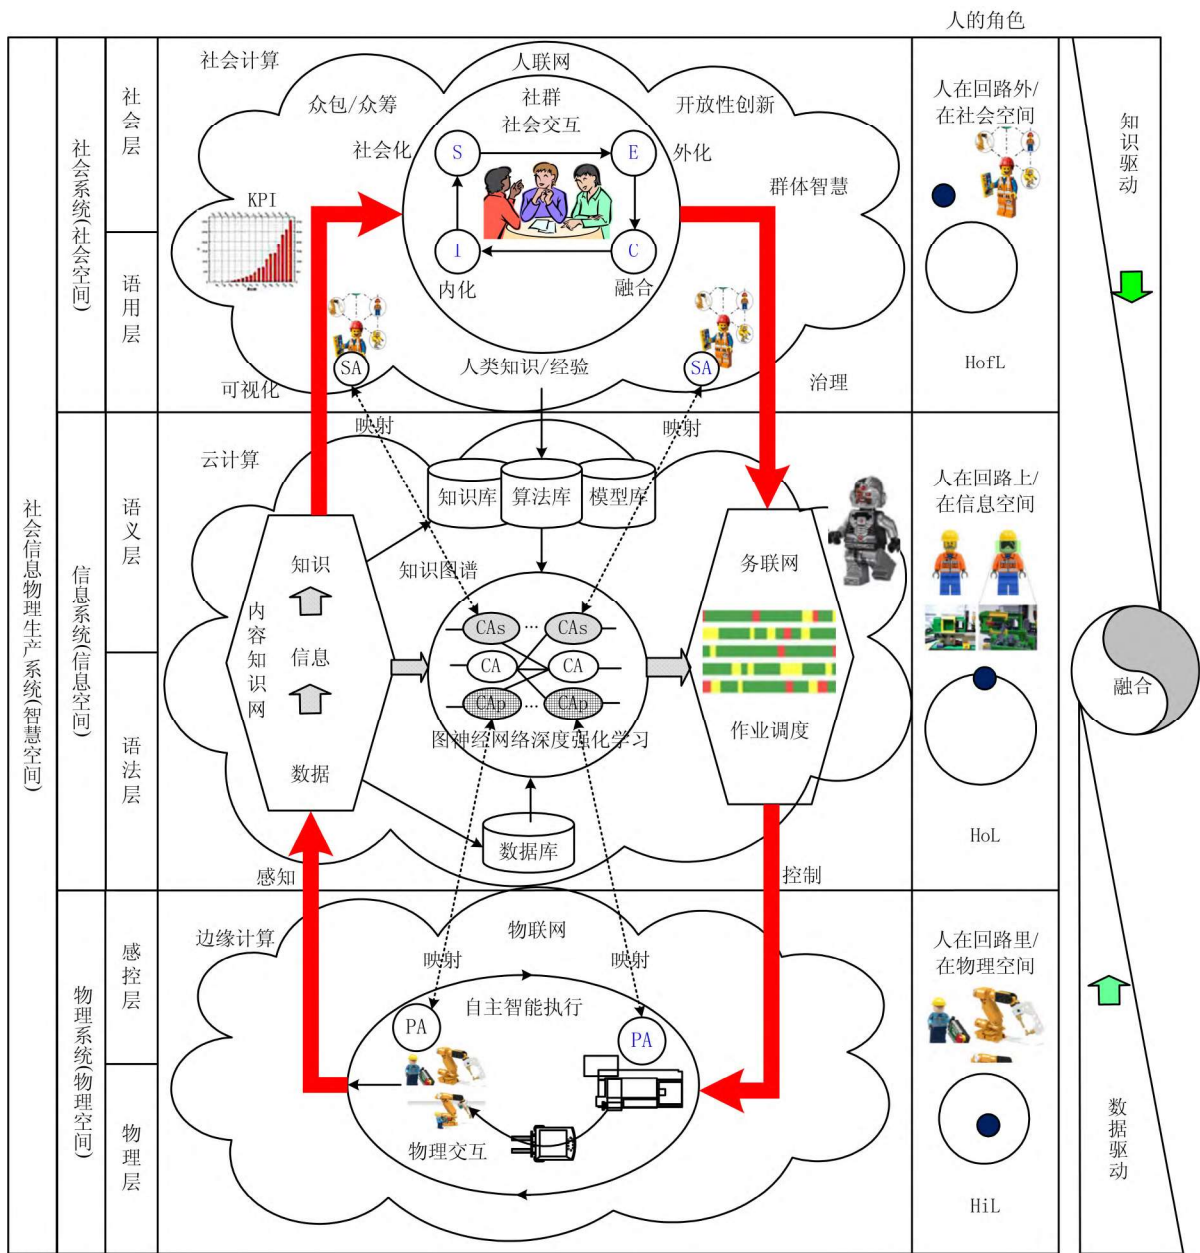 人的角色
社会信息物理生产系统(智慧空间)
社会系统(社会空间)
社会层
语用层
社会计算
人联网
众包/众筹
社群
社会交互
开放性创新
社会化
S
E
外化
群体智慧
KPI
I
C
内化
融合
SA
SA
人类知识/经验
可视化
治理
人在回路外/
在社会空间
HofL
知识驱动
信息系统(信息空间)
语义层
语法层
映射
映射
云计算
知识库
算法库
模型库
知识
知识图谱
务联网
内容知识网
信息
CAs
...
CAs
CA
CA
CAp
...
CAp
图神经网络深度强化学习
作业调度
数据
数据库
感知
控制
人在回路上/
在信息空间
HoL
融合
物理系统(物理空间)
感控层
物理层
边缘计算
物联网
映射
映射
自主智能执行
PA
PA
物理交互
人在回路里/
在物理空间
HiL
数据驱动